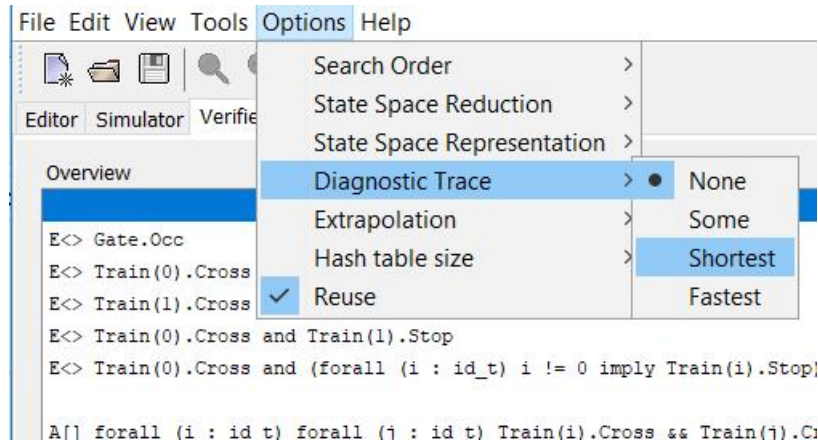 File Edit View Tools Options Help
Search Order
State Space Reduction
Editor Simulator
State Space Representation
Overview
Diagnostic Trace
None
Extrapolation
Some
E<> Gate.Occ
Hash table size
Shortest
E<> Train(0).Cross
Reuse
Fastest
E<> Train(1).Cross
E<> Train(0).Cross and Train(1).Stop
E<> Train(0).Cross and (forall (i : id_t) i != 0 imply Train(i).Stop)
A[] forall (i : id_t) forall (j : id_t) Train(i).Cross && Train(j).Cr